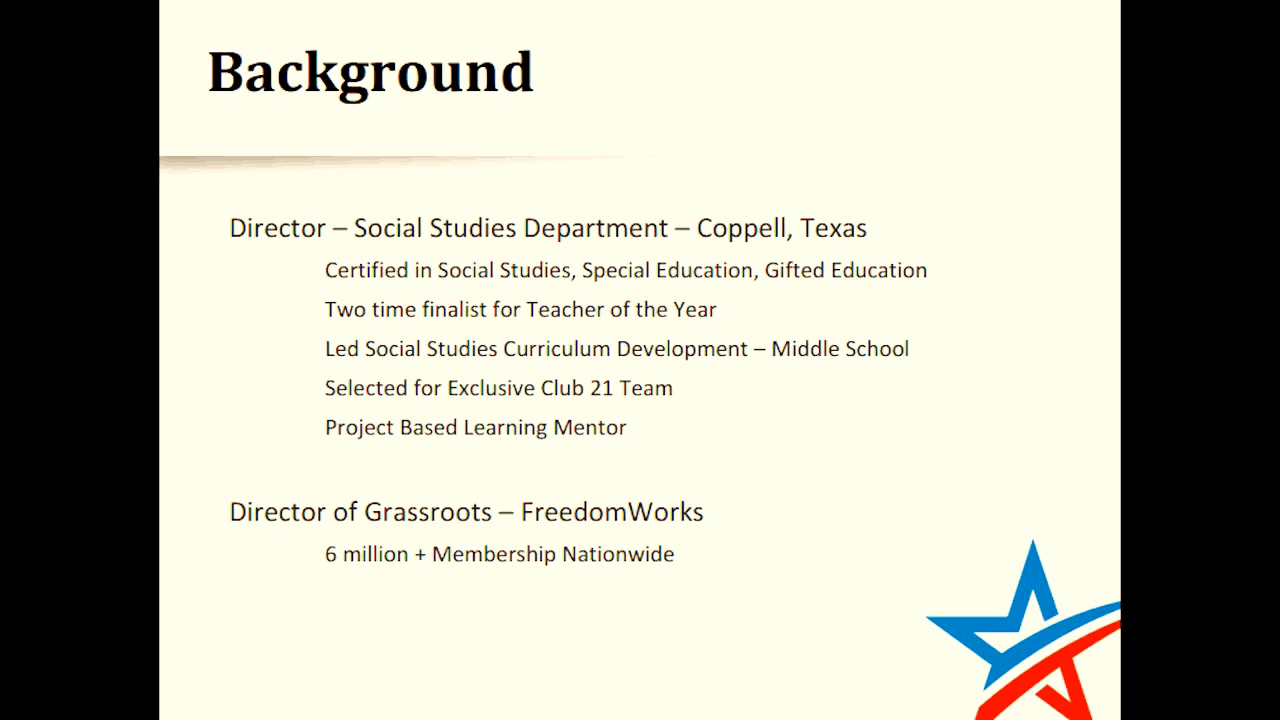 Background
Director – Social Studies Department – Coppell, Texas
Certified in Social Studies, Special Education, Gifted Education
Two time finalist for Teacher of the Year
Led Social Studies Curriculum Development – Middle School
Selected for Exclusive Club 21 Team
Project Based Learning Mentor
Director of Grassroots – FreedomWorks
6 million + Membership Nationwide